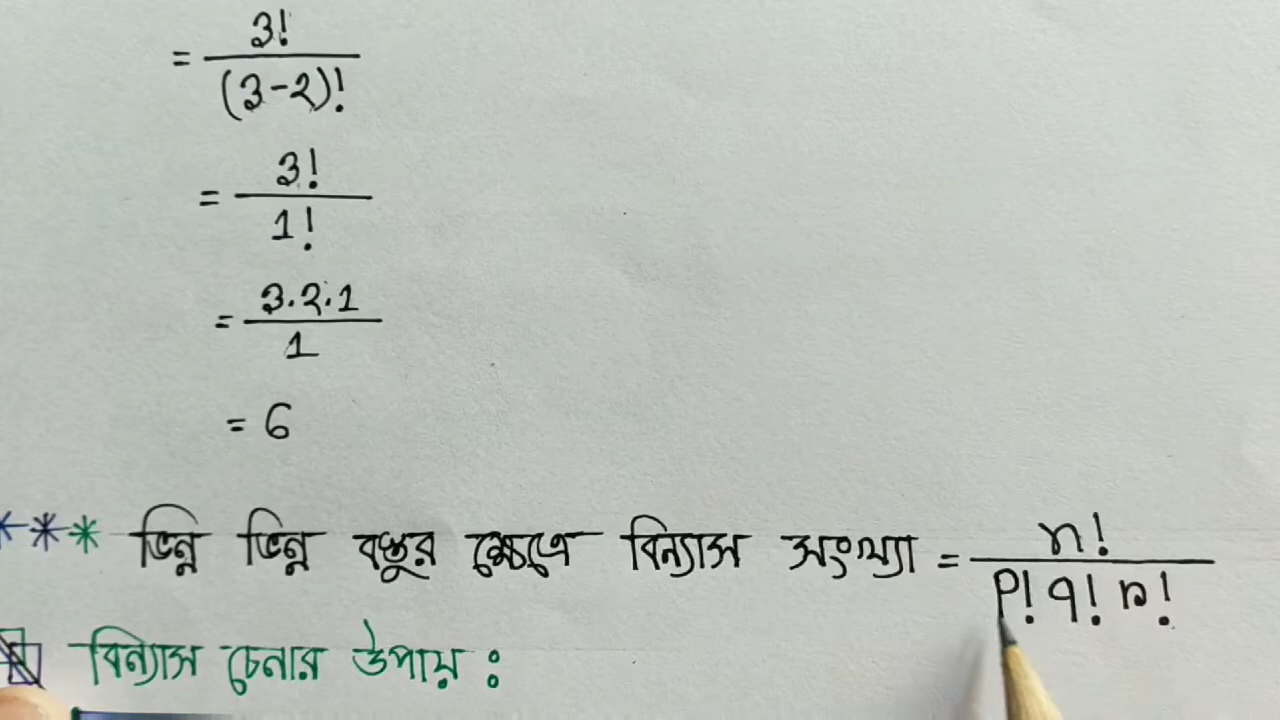 = 3! / (3-2)!
= 3! / 1!
= 3.2.1 / 1
= 6
*** ভিন্ন ভিন্ন বস্তুর ক্ষেত্রে বিন্যাস সংখ্যা = n! / P! q! r!
বিন্যাস চেনার উপায় :